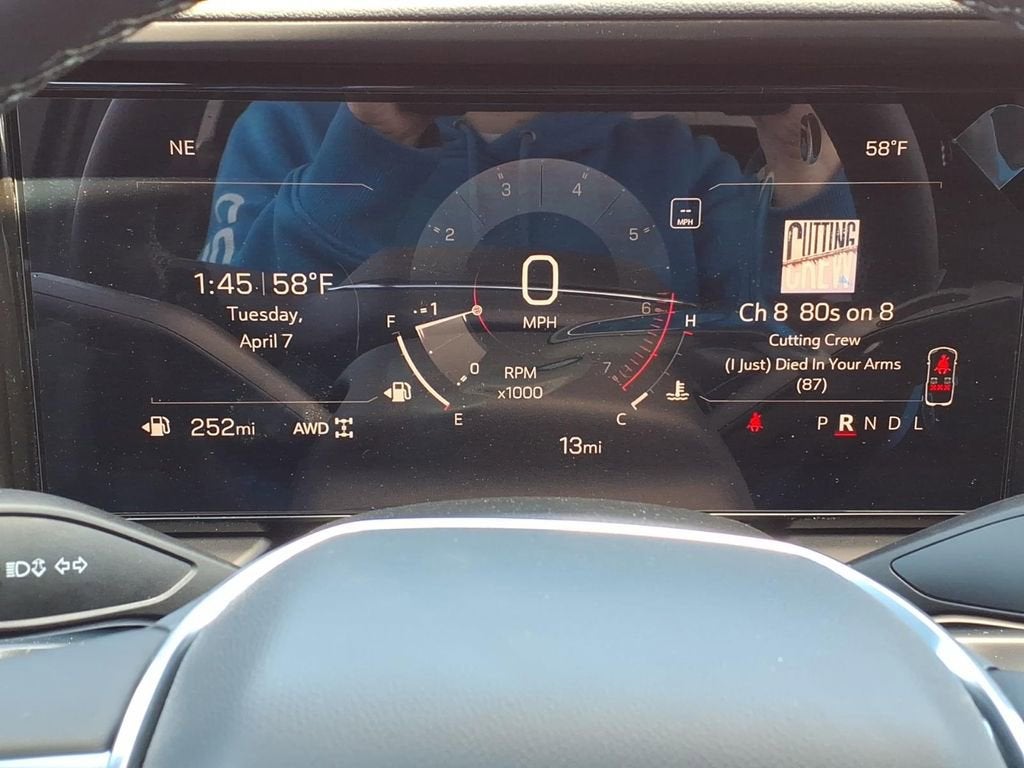 NE
58°F
3
4
2
5
--
MPH
CUTTING
CREW
1:45 58°F
Tuesday,
April 7
0
MPH
1
6
F
H
Ch 8 80s on 8
Cutting Crew
(I Just) Died In Your Arms
(87)
0
7
RPM
x1000
E
C
252mi
AWD
13mi
P R N D L